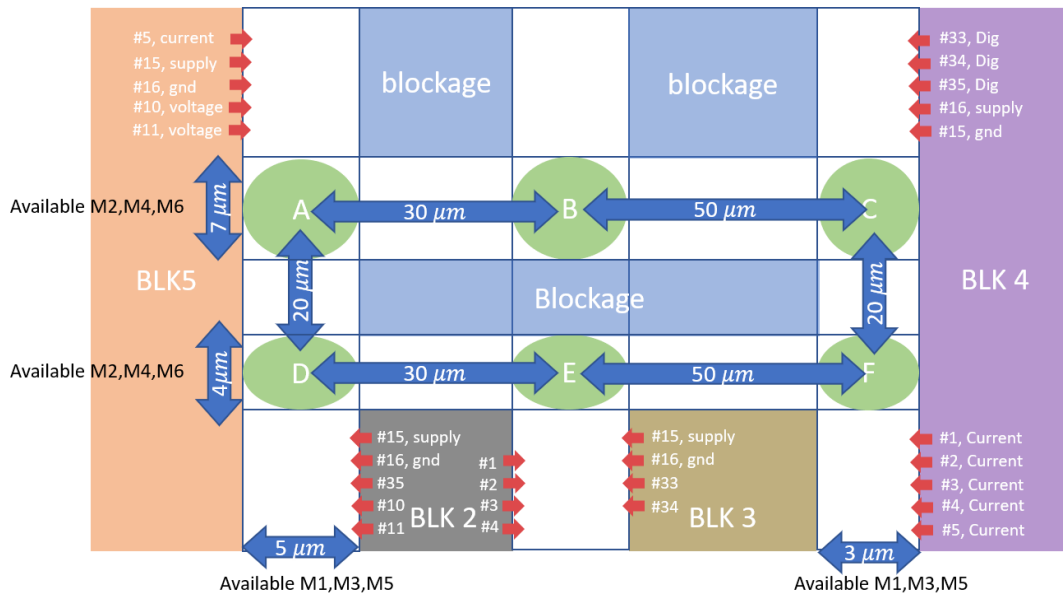 #5, current
#15, supply
#16, gnd
#10, voltage
#11, voltage
blockage
blockage
#33, Dig
#34, Dig
#35, Dig
#16, supply
#15, gnd
Available M2,M4,M6
7 μm
A
30 μm
B
50 μm
C
BLK5
20 μm
Blockage
20 μm
BLK 4
Available M2,M4,M6
4μm
D
30 μm
E
50 μm
F
#15, supply
#16, gnd
#35
#10
#11
#1
#2
#3
#4
BLK 2
#15, supply
#16, gnd
#33
#34
BLK 3
#1, Current
#2, Current
#3, Current
#4, Current
#5, Current
5 μm
3 μm
Available M1,M3,M5
Available M1,M3,M5